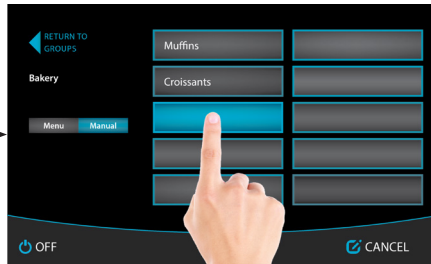 RETURN TO
GROUPS
Bakery
Menu Manual
Muffins
Croissants
OFF
CANCEL